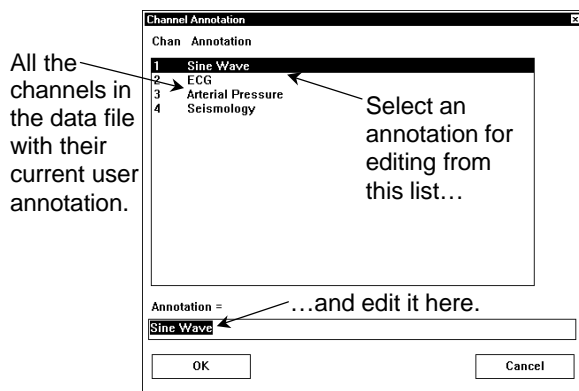 Channel Annotation
Chan Annotation
1 Sine Wave
2 ECG
3 Arterial Pressure
4 Seismology
All the
channels in
the data file
with their
current user
annotation.
Select an
annotation for
editing from
this list…
Annotation =
…and edit it here.
Sine Wave
OK
Cancel